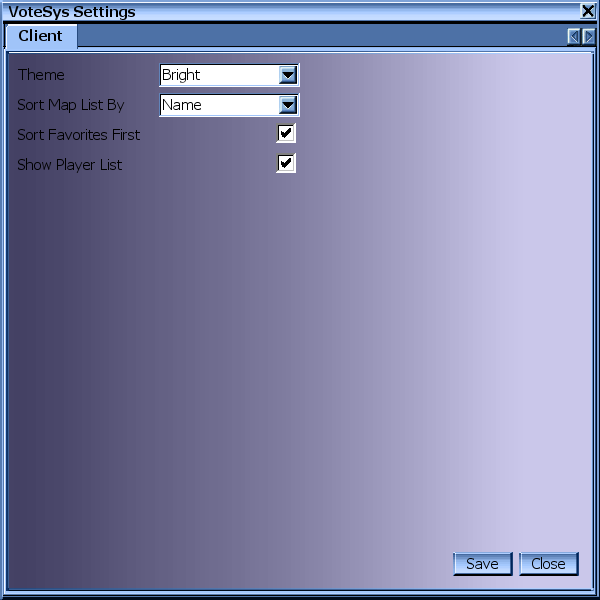 VoteSys Settings
Client
Theme Bright
Sort Map List By Name
Sort Favorites First
Show Player List
Save Close